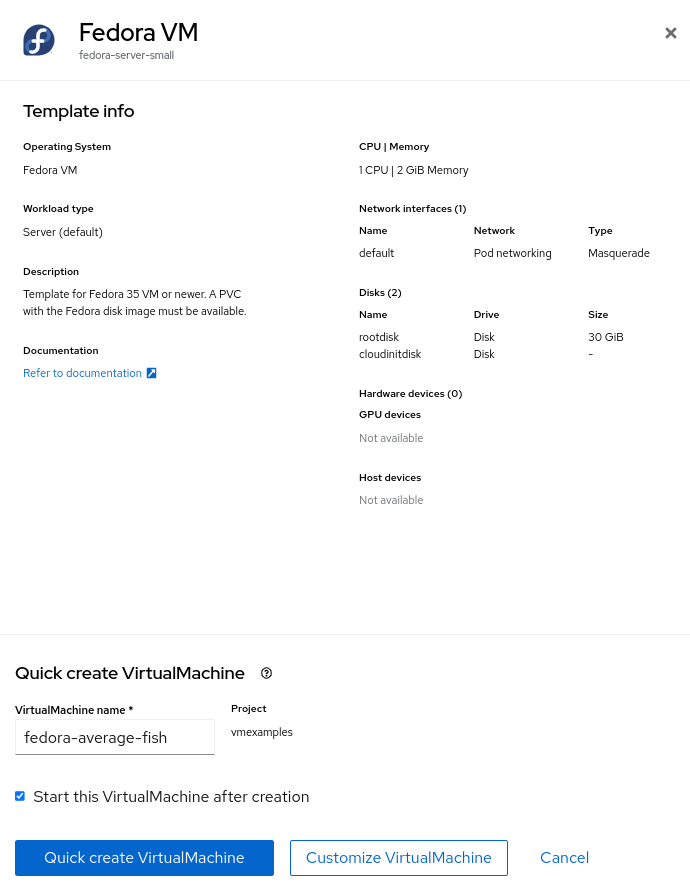 Fedora VM
fedora-server-small
Template info
Operating System
Fedora VM
Workload type
Server (default)
Description
Template for Fedora 35 VM or newer. A PVC
with the Fedora disk image must be available.
Documentation
Refer to documentation
CPU | Memory
1 CPU | 2 GiB Memory
Network interfaces (1)
Name Network Type
default Pod networking Masquerade
Disks (2)
Name Drive Size
rootdisk Disk 30 GiB
cloudinitdisk Disk -
Hardware devices (0)
GPU devices
Not available
Host devices
Not available
Quick create VirtualMachine
VirtualMachine name *
fedora-average-fish
Project
vmexamples
Start this VirtualMachine after creation
Quick create VirtualMachine Customize VirtualMachine Cancel